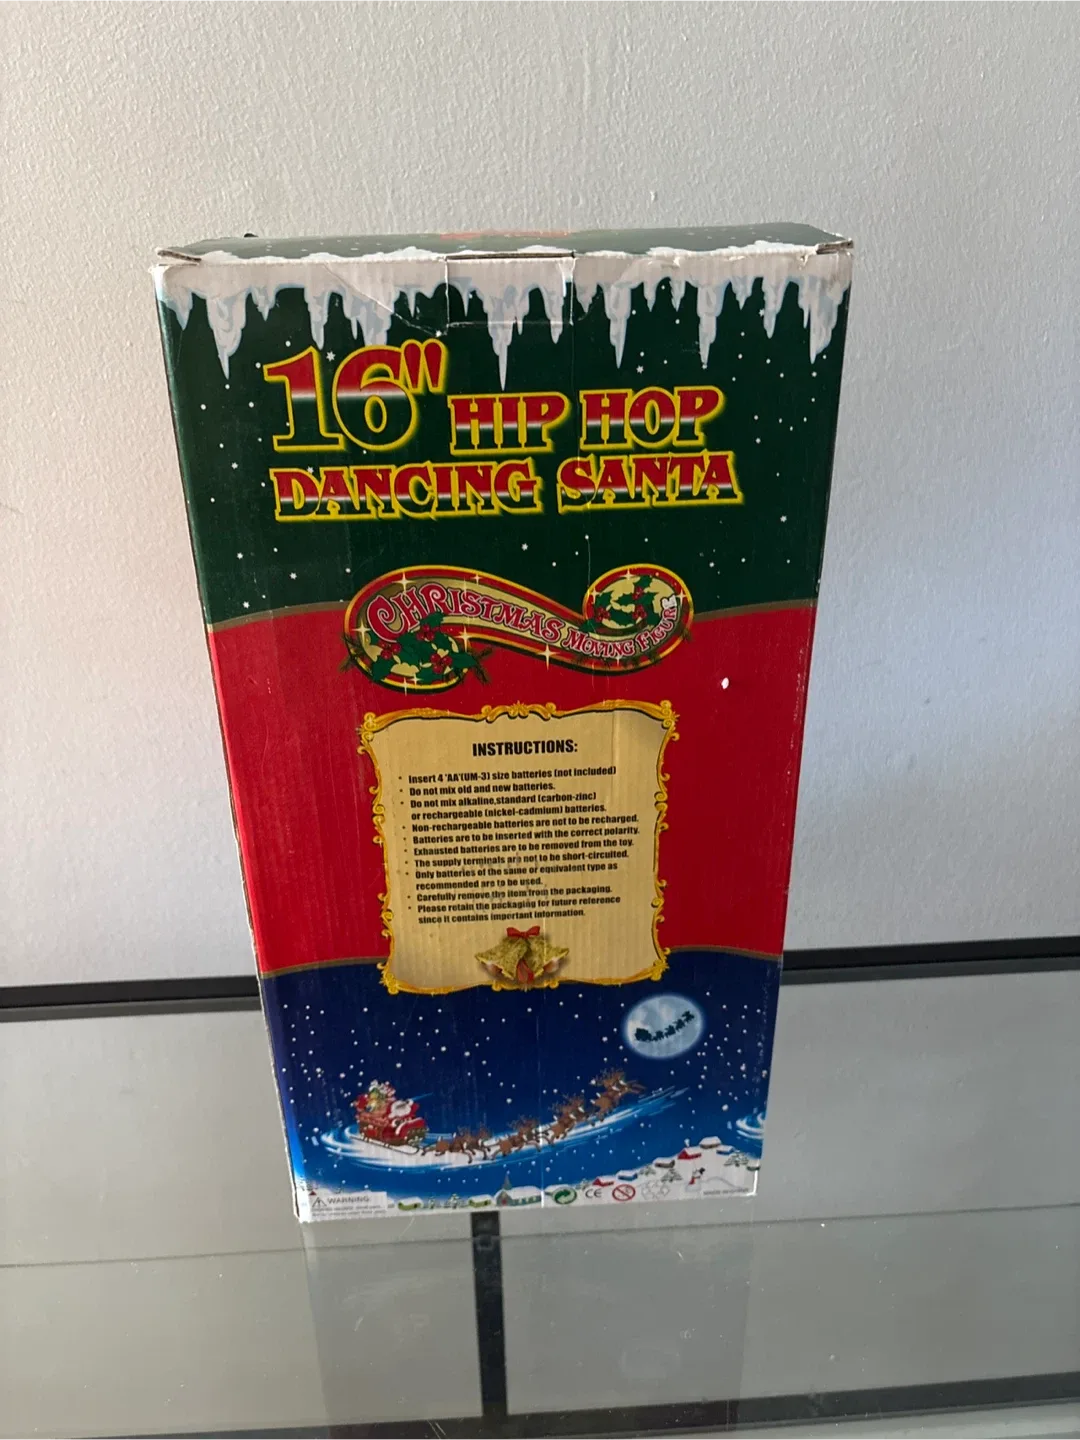 16" HIP HOP
DANCING SANTA
CHRISTMAS MOVING FIGURE
INSTRUCTIONS:
• Insert 4 'AA'(UM-3) size batteries (not included)
• Do not mix old and new batteries.
• Do not mix alkaline,standard (carbon-zinc)
or rechargeable (nickel-cadmium) batteries.
• Non-rechargeable batteries are not to be recharged.
• Batteries are to be inserted with the correct polarity.
• Exhausted batteries are to be removed from the toy.
• The supply terminals are not to be short-circuited.
• Only batteries of the same or equivalent type as
recommended are to be used.
• Carefully remove the item from the packaging.
• Please retain the packaging for future reference
since it contains important information.
WARNING
CE